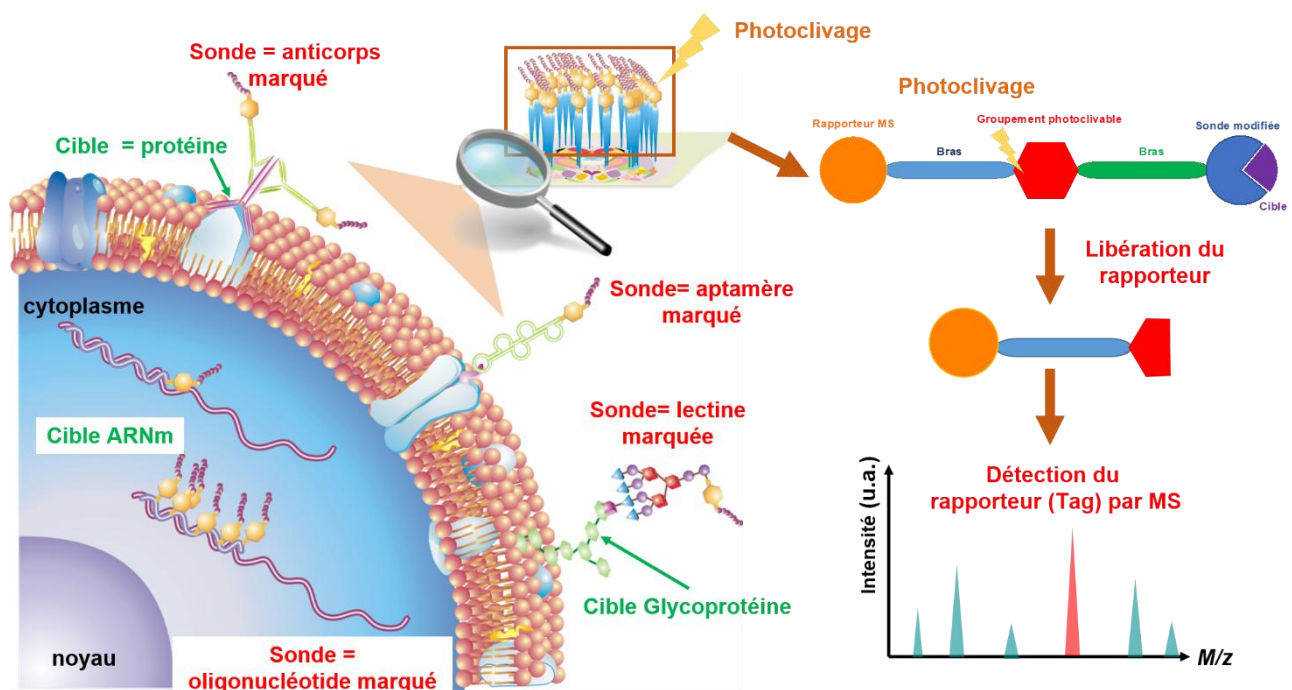 Photoclivage
Sonde = anticorps
marqué
Cible = protéine
cytoplasme
Cible ARNm
noyau
Sonde =
oligonucléotide marqué
Sonde= aptamère
marqué
Sonde= lectine
marquée
Cible Glycoprotéine
Photoclivage
Rapporteur MS
Groupement photoclivable
Sonde modifiée
Bras
Bras
Cible
Libération du
rapporteur
Détection du
rapporteur (Tag) par MS
Intensité (u.a.)
M/z